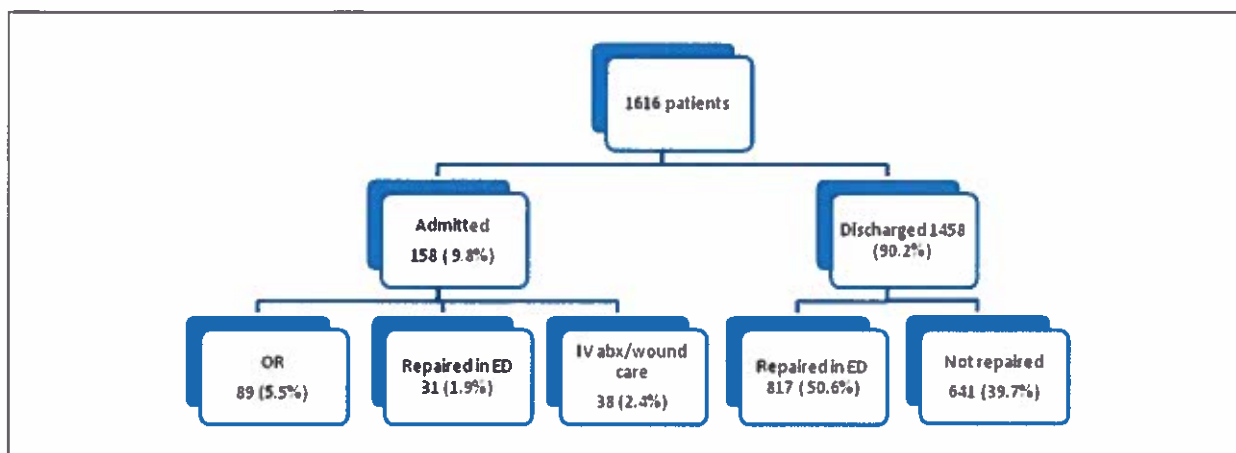 1616 patients
Admitted
158 ( 9.8%)
Discharged 1458
(90.2%)
OR
89 (5.5%)
Repaired in ED
31 (1.9%)
IV abx/wound
care
38 (2.4%)
Repaired in ED
817 (50.6%)
Not repaired
641 (39.7%)